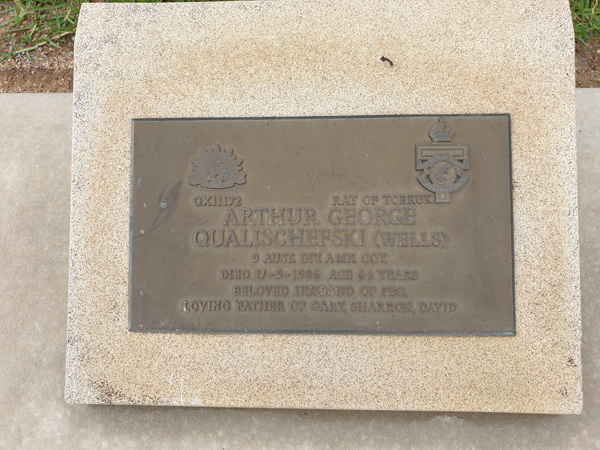 QX11172 RAT OF TOBRUK
ARTHUR GEORGE
QUALISCHEFSKI (WELLS)
9 AUST. DIV. AMN. COY.
DIED 17-9-1986 AGE 64 YEARS
BELOVED HUSBAND OF PEG,
LOVING FATHER OF GARY, SHARRON, DAVID